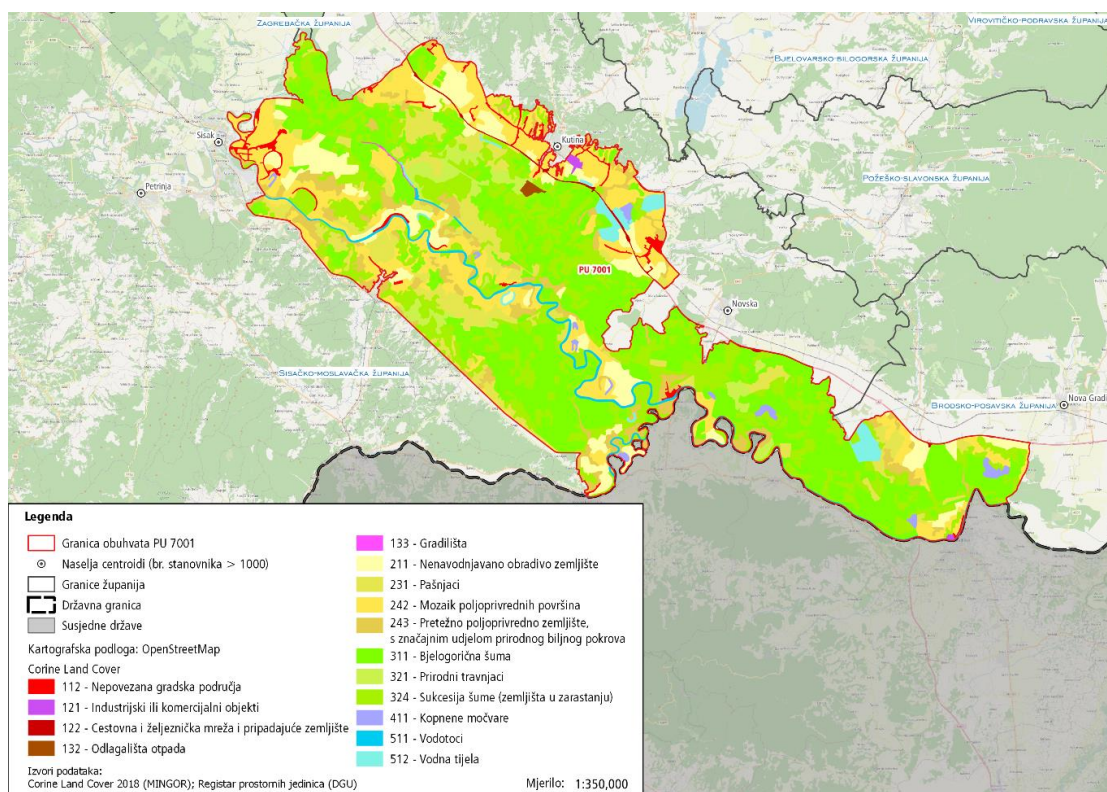 ZAGREBAČKA ŽUPANIJA
VIROVITIČKO-PODRAVSKA ŽUPANIJA
BJELOVARSKO-BILOGORSKA ŽUPANIJA
Sisak
Kutina
Petrinja
POŽEŠKO-SLAVONSKA ŽUPANIJA
PU 7001
Novska
SISAČKO-MOSLAVAČKA ŽUPANIJA
BRODSKO-POSAVSKA ŽUPANIJA
Nova Gradi
Legenda
Granica obuhvata PU 7001
Naselja centroidi (br. stanovnika > 1000)
Granice županija
Državna granica
Susjedne države
Kartografska podloga: OpenStreetMap
Corine Land Cover
112 - Nepovezana gradska područja
121 - Industrijski ili komercijalni objekti
122 - Cestovna i željeznička mreža i pripadajuće zemljište
132 - Odlagališta otpada
133 - Gradilišta
211 - Nenavodnjavano obradivo zemljište
231 - Pašnjaci
242 - Mozaik poljoprivrednih površina
243 - Pretežno poljoprivredno zemljište,
s značajnim udjelom prirodnog biljnog pokrova
311 - Bjelogorična šuma
321 - Prirodni travnjaci
324 - Sukcesija šume (zemljišta u zarastanju)
411 - Kopnene močvare
511 - Vodotoci
512 - Vodna tijela
Izvori podataka:
Corine Land Cover 2018 (MINGOR); Registar prostornih jedinica (DGU)
Mjerilo: 1:350,000